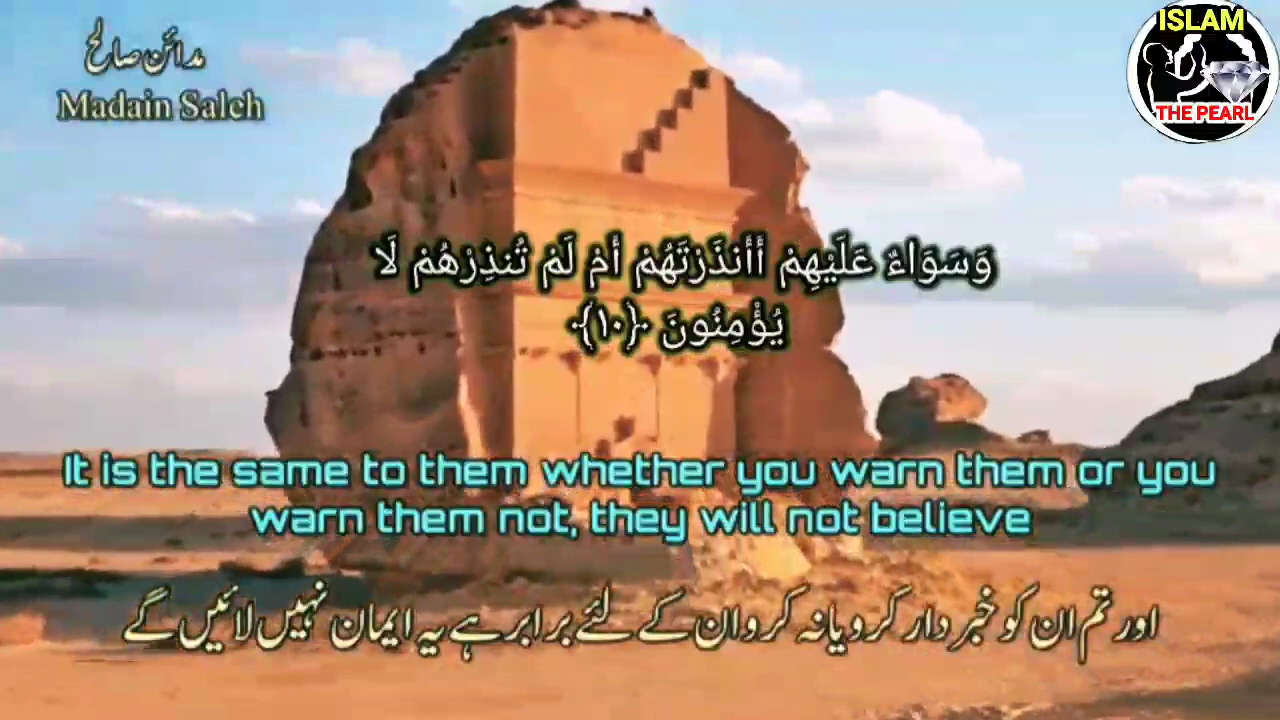 مدائن صالح
Madain Saleh
ISLAM
THE PEARL
وَسَوَاءٌ عَلَيْهِمْ أَأَنذَرْتَهُمْ أَمْ لَمْ تُنذِرْهُمْ لَا
يُؤْمِنُونَ ﴿١٠﴾
It is the same to them whether you warn them or you
warn them not, they will not believe
اور تم ان کو خبردار کرو یا نہ کرو ان کے لئے برابر ہے یہ ایمان نہیں لائیں گے